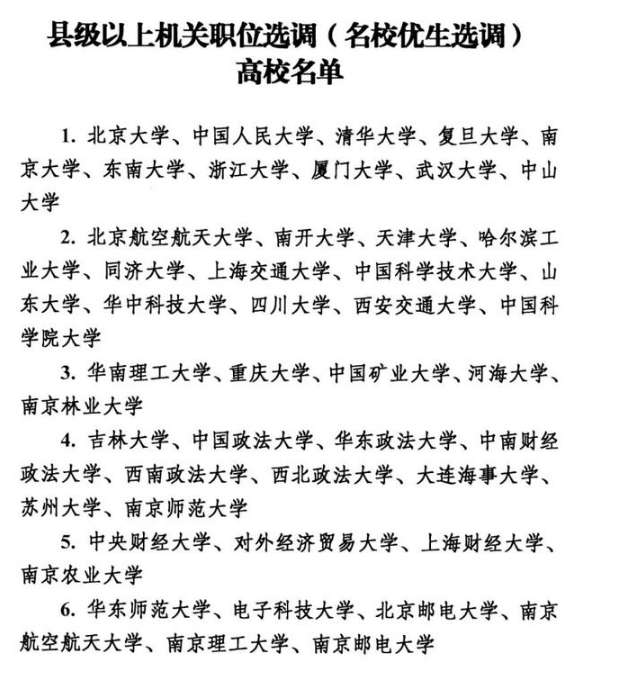 县级以上机关职位选调（名校优生选调）
高校名单
1. 北京大学、中国人民大学、清华大学、复旦大学、南
京大学、东南大学、浙江大学、厦门大学、武汉大学、中山
大学
2. 北京航空航天大学、南开大学、天津大学、哈尔滨工
业大学、同济大学、上海交通大学、中国科学技术大学、山
东大学、华中科技大学、四川大学、西安交通大学、中国科
学院大学
3. 华南理工大学、重庆大学、中国矿业大学、河海大学、
南京林业大学
4. 吉林大学、中国政法大学、华东政法大学、中南财经
政法大学、西南政法大学、西北政法大学、大连海事大学、
苏州大学、南京师范大学
5. 中央财经大学、对外经济贸易大学、上海财经大学、
南京农业大学
6. 华东师范大学、电子科技大学、北京邮电大学、南京
航空航天大学、南京理工大学、南京邮电大学